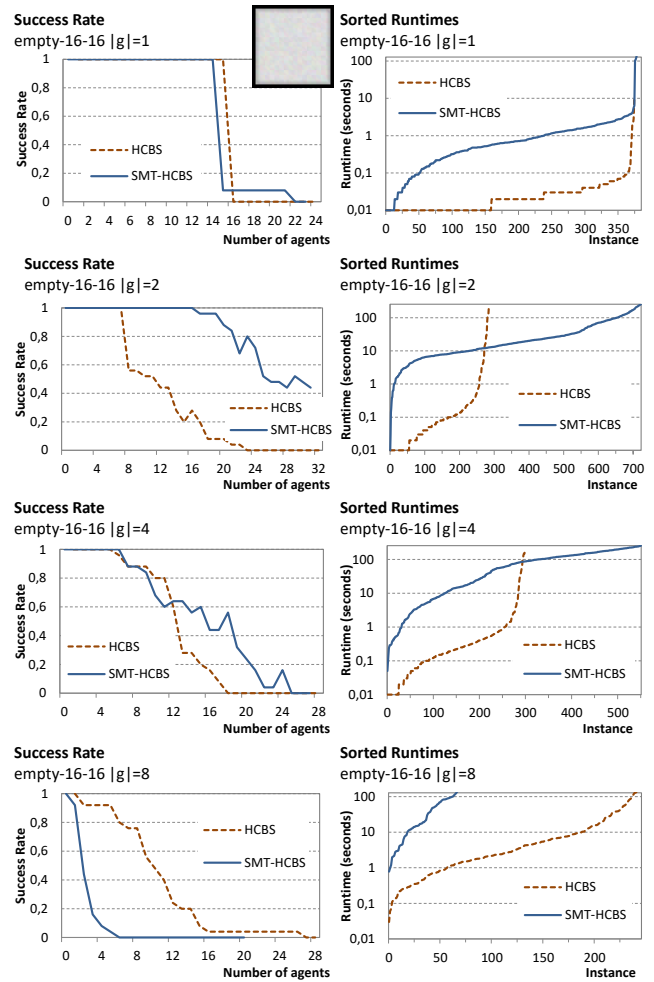 Success Rate
empty-16-16 |g|=1
Success Rate
1
0,8
0,6
0,4
0,2
0
HCBS
SMT-HCBS
0 2 4 6 8 10 12 14 16 18 20 22 24
Number of agents
Sorted Runtimes
empty-16-16 |g|=1
Runtime (seconds)
100
10
1
0,1
0,01
HCBS
SMT-HCBS
0 50 100 150 200 250 300 350
Instance
Success Rate
empty-16-16 |g|=2
Success Rate
1
0,8
0,6
0,4
0,2
0
HCBS
SMT-HCBS
0 4 8 12 16 20 24 28 32
Number of agents
Sorted Runtimes
empty-16-16 |g|=2
Runtime (seconds)
100
10
1
0,1
0,01
HCBS
SMT-HCBS
0 100 200 300 400 500 600 700
Instance
Success Rate
empty-16-16 |g|=4
Success Rate
1
0,8
0,6
0,4
0,2
0
HCBS
SMT-HCBS
0 4 8 12 16 20 24 28
Number of agents
Sorted Runtimes
empty-16-16 |g|=4
Runtime (seconds)
100
10
1
0,1
0,01
HCBS
SMT-HCBS
0 100 200 300 400 500
Instance
Success Rate
empty-16-16 |g|=8
Success Rate
1
0,8
0,6
0,4
0,2
0
HCBS
SMT-HCBS
0 4 8 12 16 20 24 28
Number of agents
Sorted Runtimes
empty-16-16 |g|=8
Runtime (seconds)
100
10
1
0,1
0,01
HCBS
SMT-HCBS
0 50 100 150 200
Instance